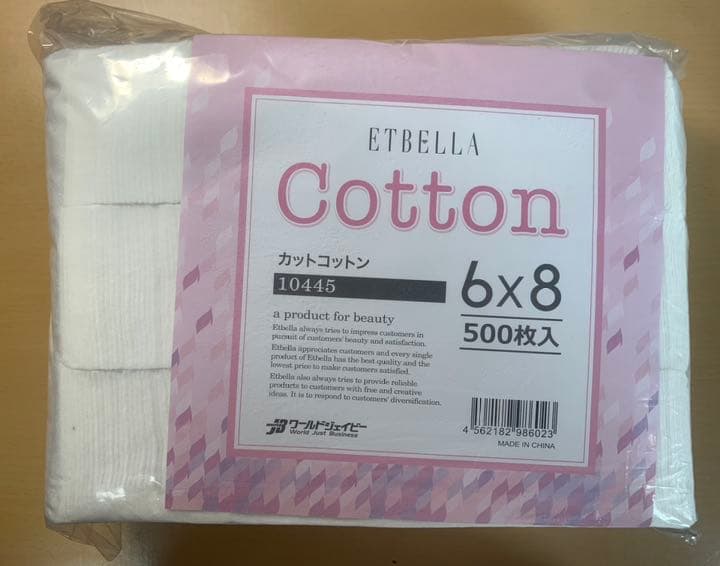 ETBELLA
Cotton
カットコットン
10445
6x8
500枚入
a product for beauty
Etbella always tries to impress customers in
pursuit of customers' beauty and satisfaction.
Etbella appreciates customers and every single
product of Etbella has the best quality and the
lowest price to make customers satisfied.
Etbella also always tries to provide reliable
products to customers with free and creative
ideas. It is to respond to customers' diversification.
JB ワールドジェイビー
World Just Business
4 562182 986023
MADE IN CHINA